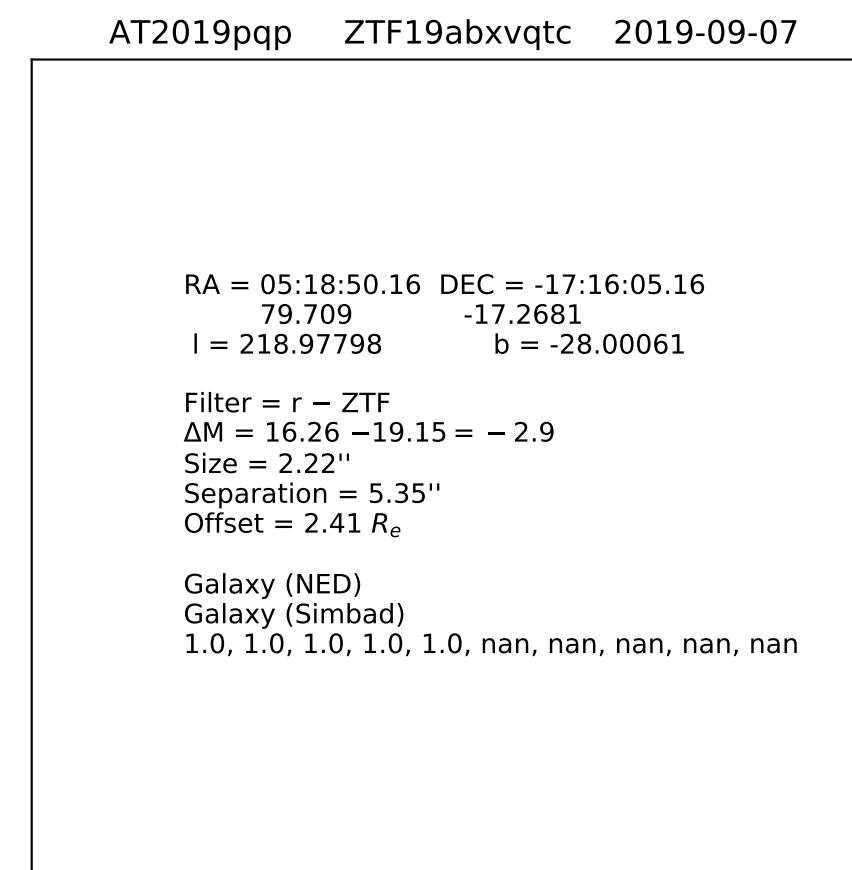 AT2019pqp ZTF19abxvqtc 2019-09-07
RA = 05:18:50.16 DEC = -17:16:05.16
79.709 -17.2681
l = 218.97798 b = -28.00061
Filter = r − ZTF
ΔM = 16.26 −19.15 = − 2.9
Size = 2.22''
Separation = 5.35''
Offset = 2.41 Re
Galaxy (NED)
Galaxy (Simbad)
1.0, 1.0, 1.0, 1.0, 1.0, nan, nan, nan, nan, nan